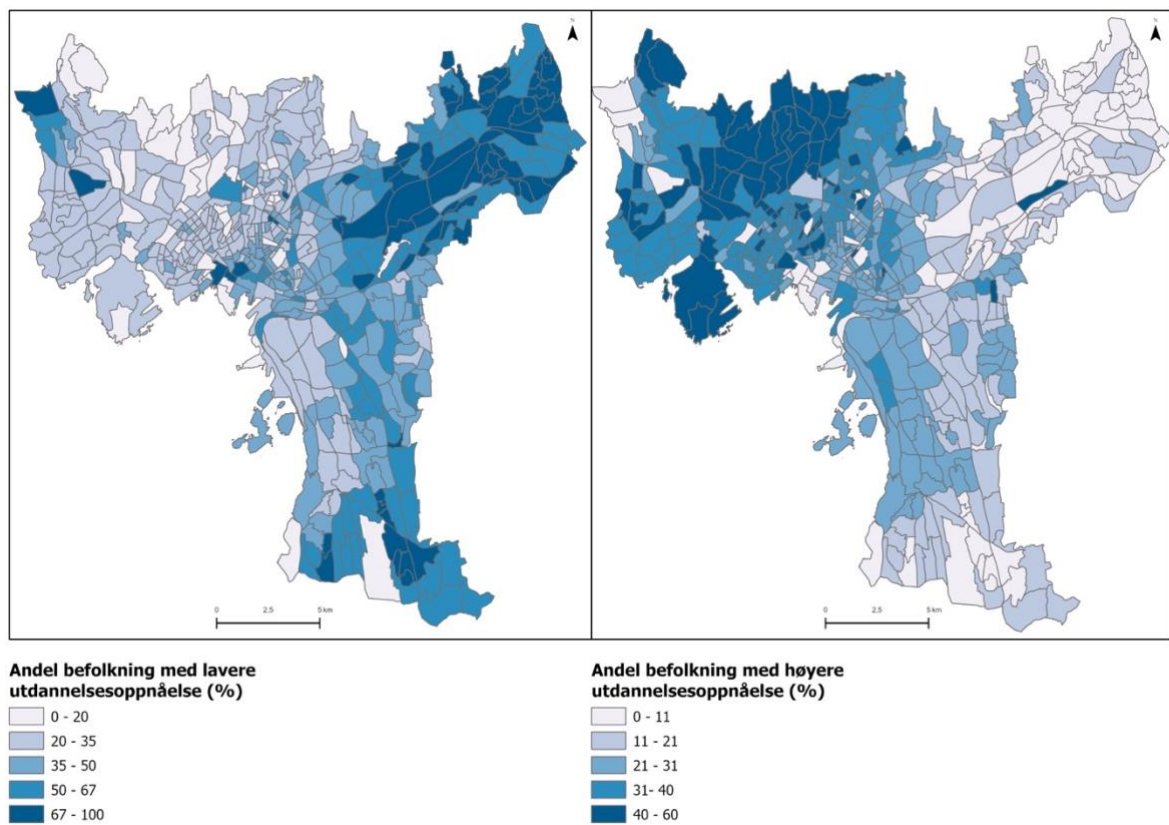 N
N
0 2,5 5 km
0 2,5 5 km
Andel befolkning med lavere
utdannelsesoppnåelse (%)
0 - 20
20 - 35
35 - 50
50 - 67
67 - 100
Andel befolkning med høyere
utdannelsesoppnåelse (%)
0 - 11
11 - 21
21 - 31
31- 40
40 - 60